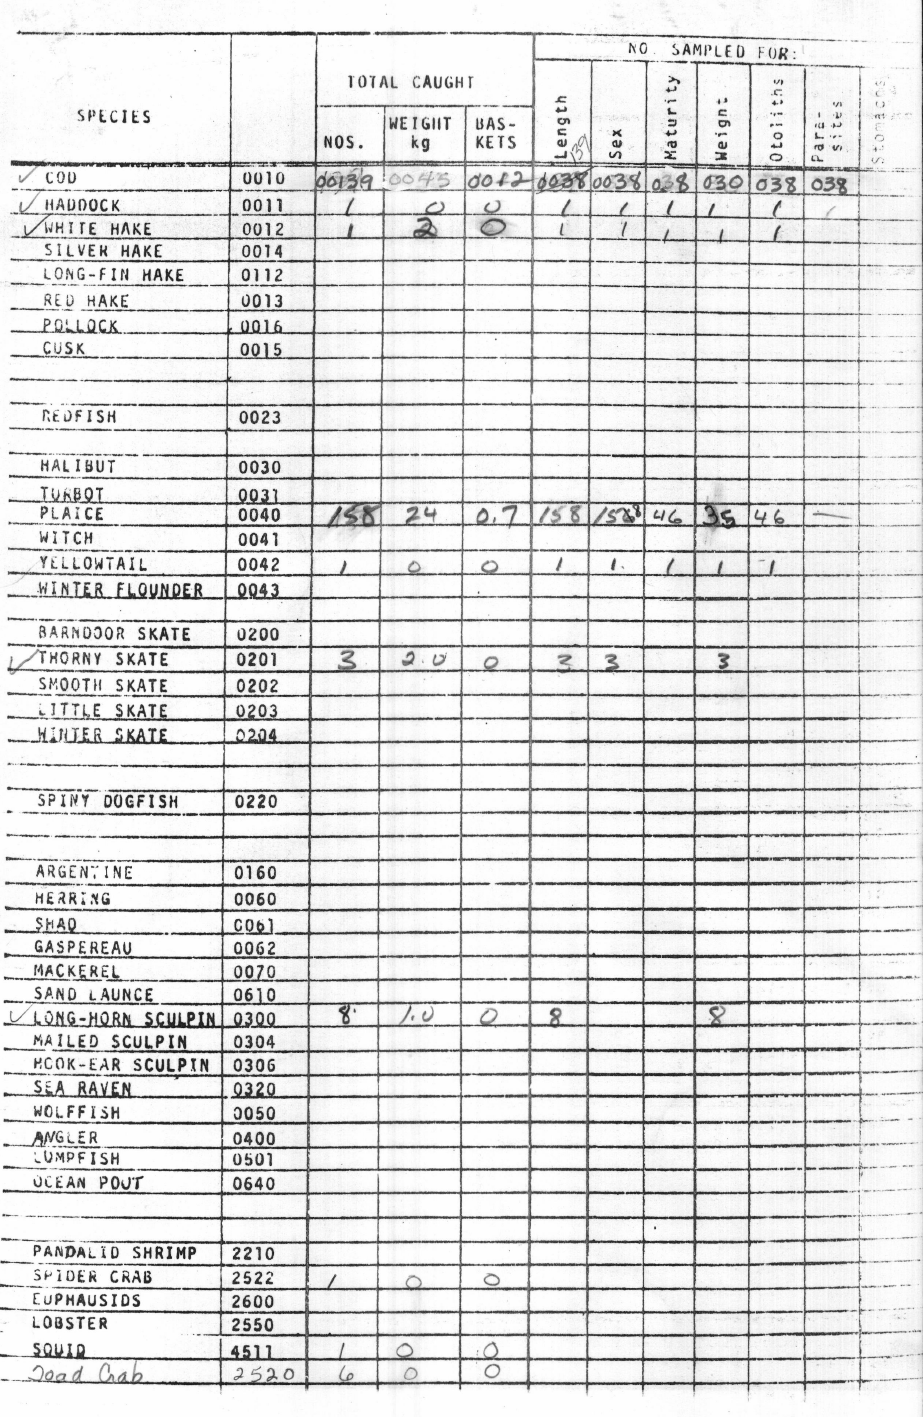 NO. SAMPLED FOR:
TOTAL CAUGHT
SPECIES NOS. WEIGHT kg BAS-KETS Length Sex Maturity Weight Otoliths Para-sites Stomachs
139
✓ COD 0010 00139 0045 0012 0038 0038 038 030 038 038
✓ HADDOCK 0011 1 0 0 1 1 1 1 1 1
✓ WHITE HAKE 0012 1 2 0 1 1 1 1 1
SILVER HAKE 0014
LONG-FIN HAKE 0112
RED HAKE 0013
POLLOCK 0016
CUSK 0015
REDFISH 0023
HALIBUT 0030
TURBOT 0031
PLAICE 0040 158 24 0.7 158 158 46 35 46 —
WITCH 0041
YELLOWTAIL 0042 1 0 0 1 1 1 1 1
WINTER FLOUNDER 0043
BARNDOOR SKATE 0200
✓ THORNY SKATE 0201 3 2.0 0 3 3 3
SMOOTH SKATE 0202
LITTLE SKATE 0203
WINTER SKATE 0204
SPINY DOGFISH 0220
ARGENTINE 0160
HERRING 0060
SHAD 0061
GASPEREAU 0062
MACKEREL 0070
SAND LAUNCE 0610
✓ LONG-HORN SCULPIN 0300 8 1.0 0 8 8
MAILED SCULPIN 0304
HOOK-EAR SCULPIN 0306
SEA RAVEN 0320
WOLFFISH 0050
ANGLER 0400
LUMPFISH 0501
OCEAN POUT 0640
PANDALID SHRIMP 2210
SPIDER CRAB 2522 1 0 0
EUPHAUSIDS 2600
LOBSTER 2550
SQUID 4511 1 0 0
Toad Crab 2520 6 0 0